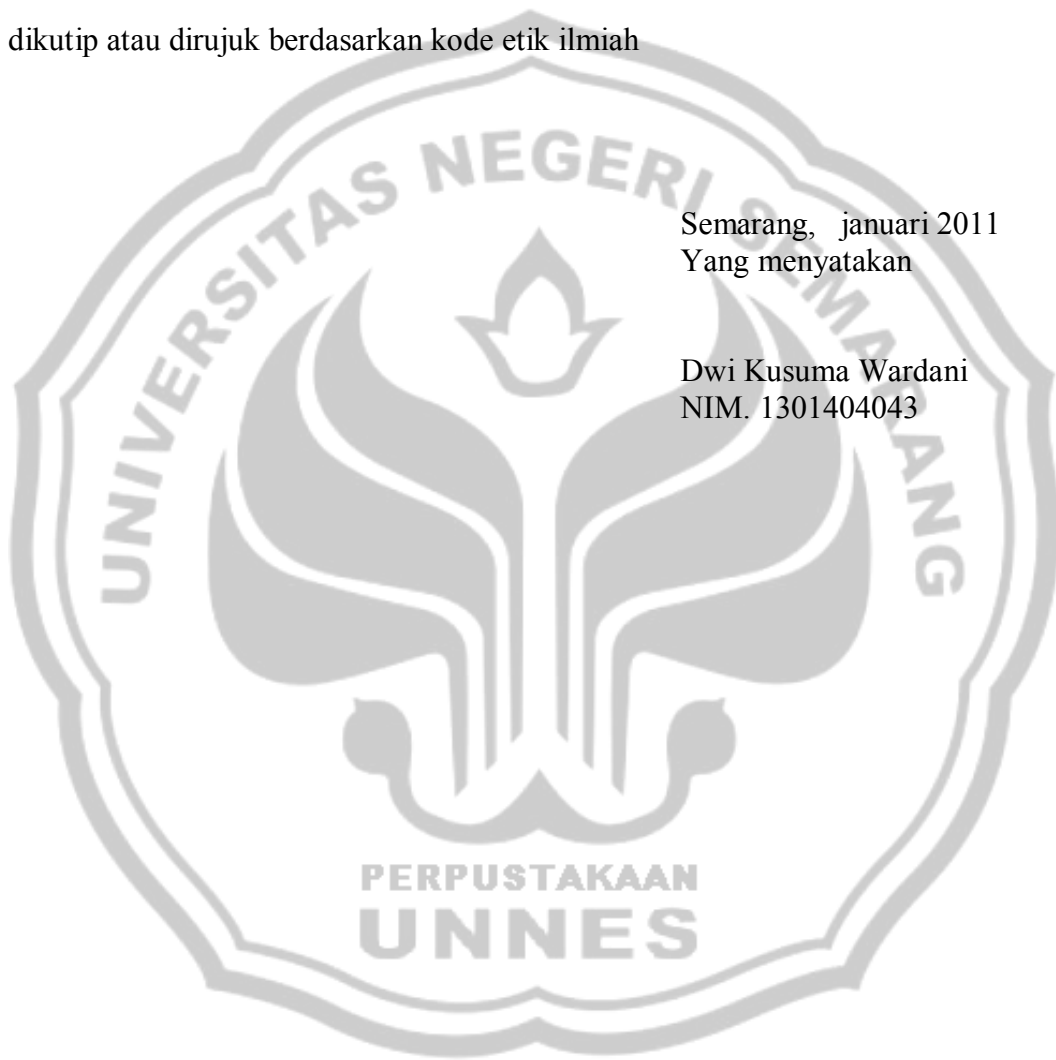 dikutip atau dirujuk berdasarkan kode etik ilmiah
UNIVERSITAS NEGERI SEMARANG
Semarang,   januari 2011
Yang menyatakan
Dwi Kusuma Wardani
NIM. 1301404043
PERPUSTAKAAN
UNNES